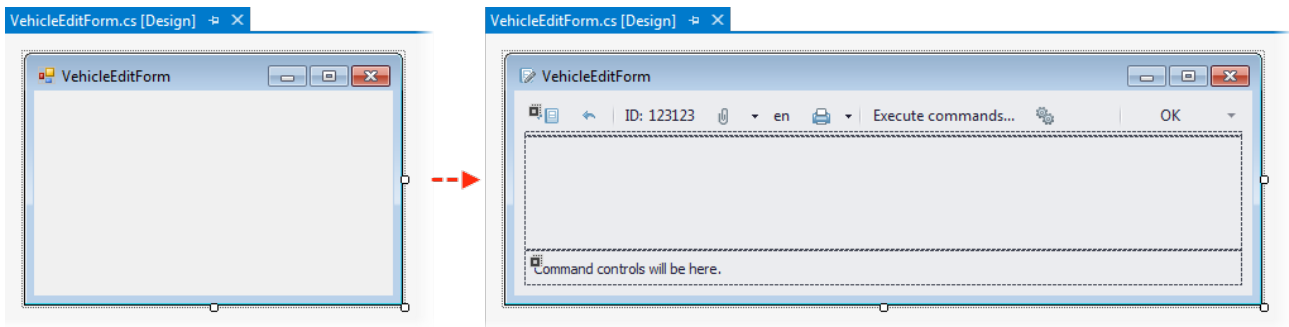 VehicleEditForm.cs [Design]
VehicleEditForm
VehicleEditForm.cs [Design]
VehicleEditForm
ID: 123123 en Execute commands... OK
Command controls will be here.